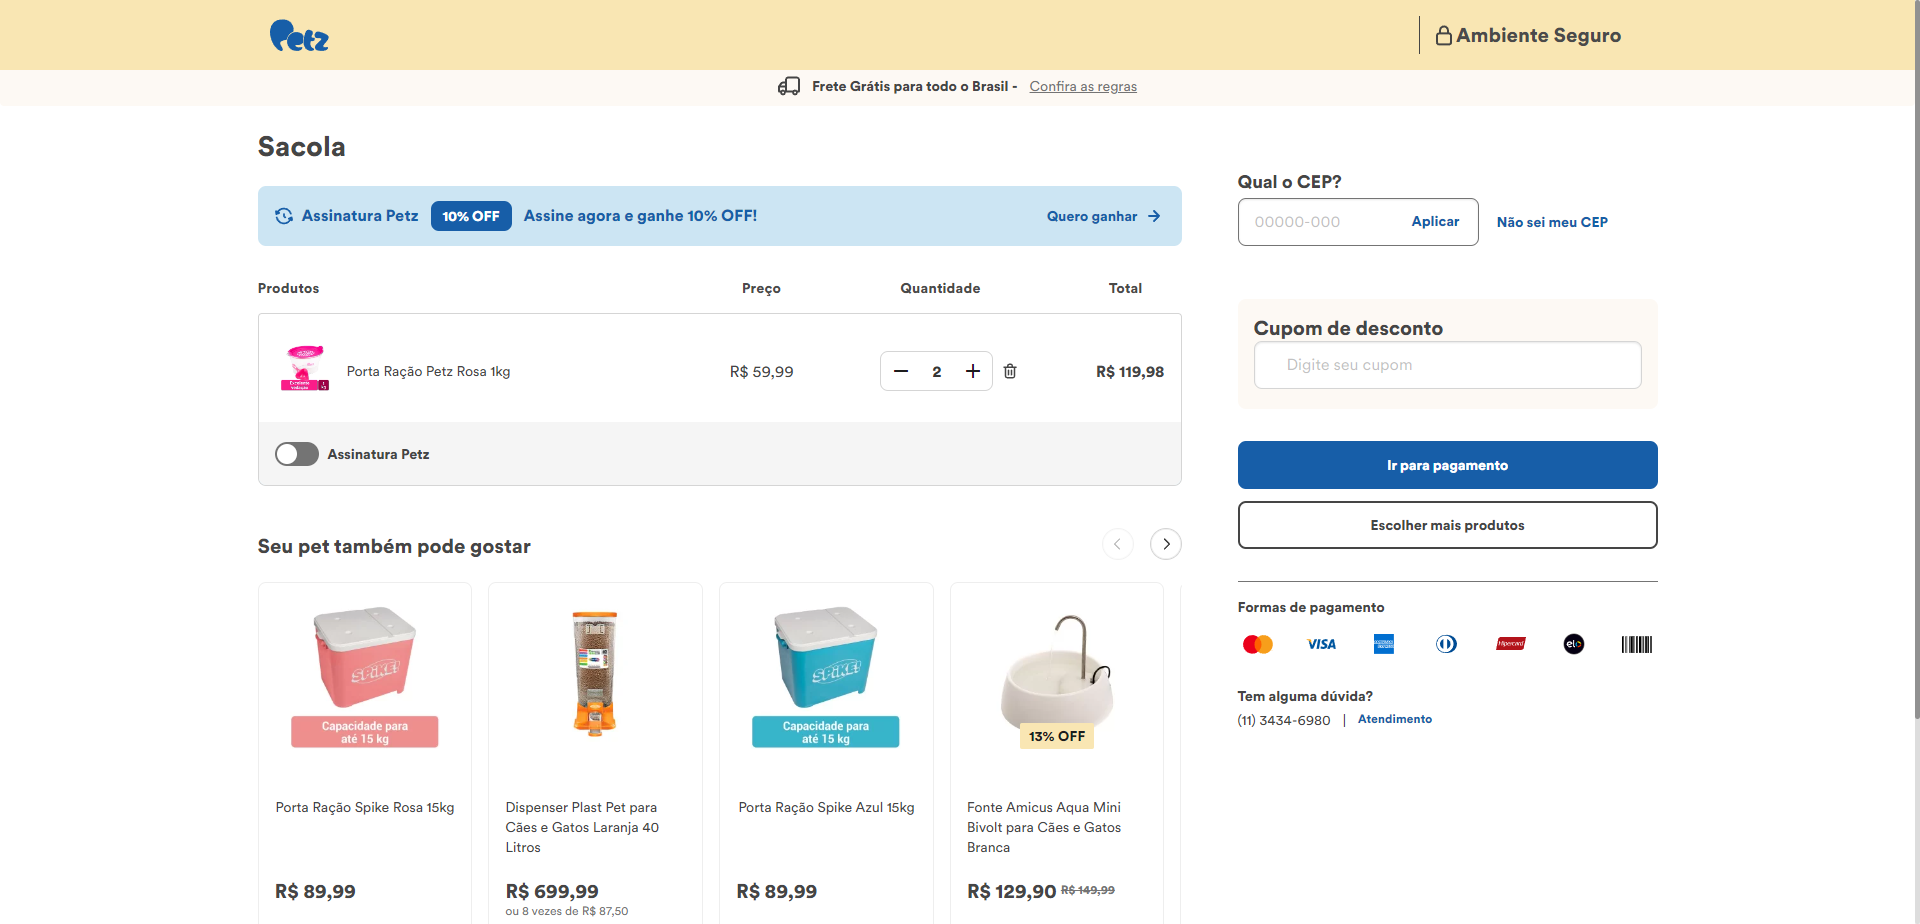 Petz
Ambiente Seguro
Frete Grátis para todo o Brasil - Confira as regras
Sacola
Assinatura Petz 10% OFF Assine agora e ganhe 10% OFF! Quero ganhar
Produtos Preço Quantidade Total
Porta Ração Petz Rosa 1kg R$ 59,99 2 R$ 119,98
Assinatura Petz
Seu pet também pode gostar
SPIKE!
Capacidade para
até 15 kg
Porta Ração Spike Rosa 15kg
R$ 89,99
Dispenser Plast Pet para
Cães e Gatos Laranja 40
Litros
R$ 699,99
ou 8 vezes de R$ 87,50
SPIKE!
Capacidade para
até 15 kg
Porta Ração Spike Azul 15kg
R$ 89,99
13% OFF
Fonte Amicus Aqua Mini
Bivolt para Cães e Gatos
Branca
R$ 129,90 R$ 149,99
Qual o CEP?
00000-000 Aplicar Não sei meu CEP
Cupom de desconto
Digite seu cupom
Ir para pagamento
Escolher mais produtos
Formas de pagamento
VISA
Hipercard
elo
Tem alguma dúvida?
(11) 3434-6980 | Atendimento